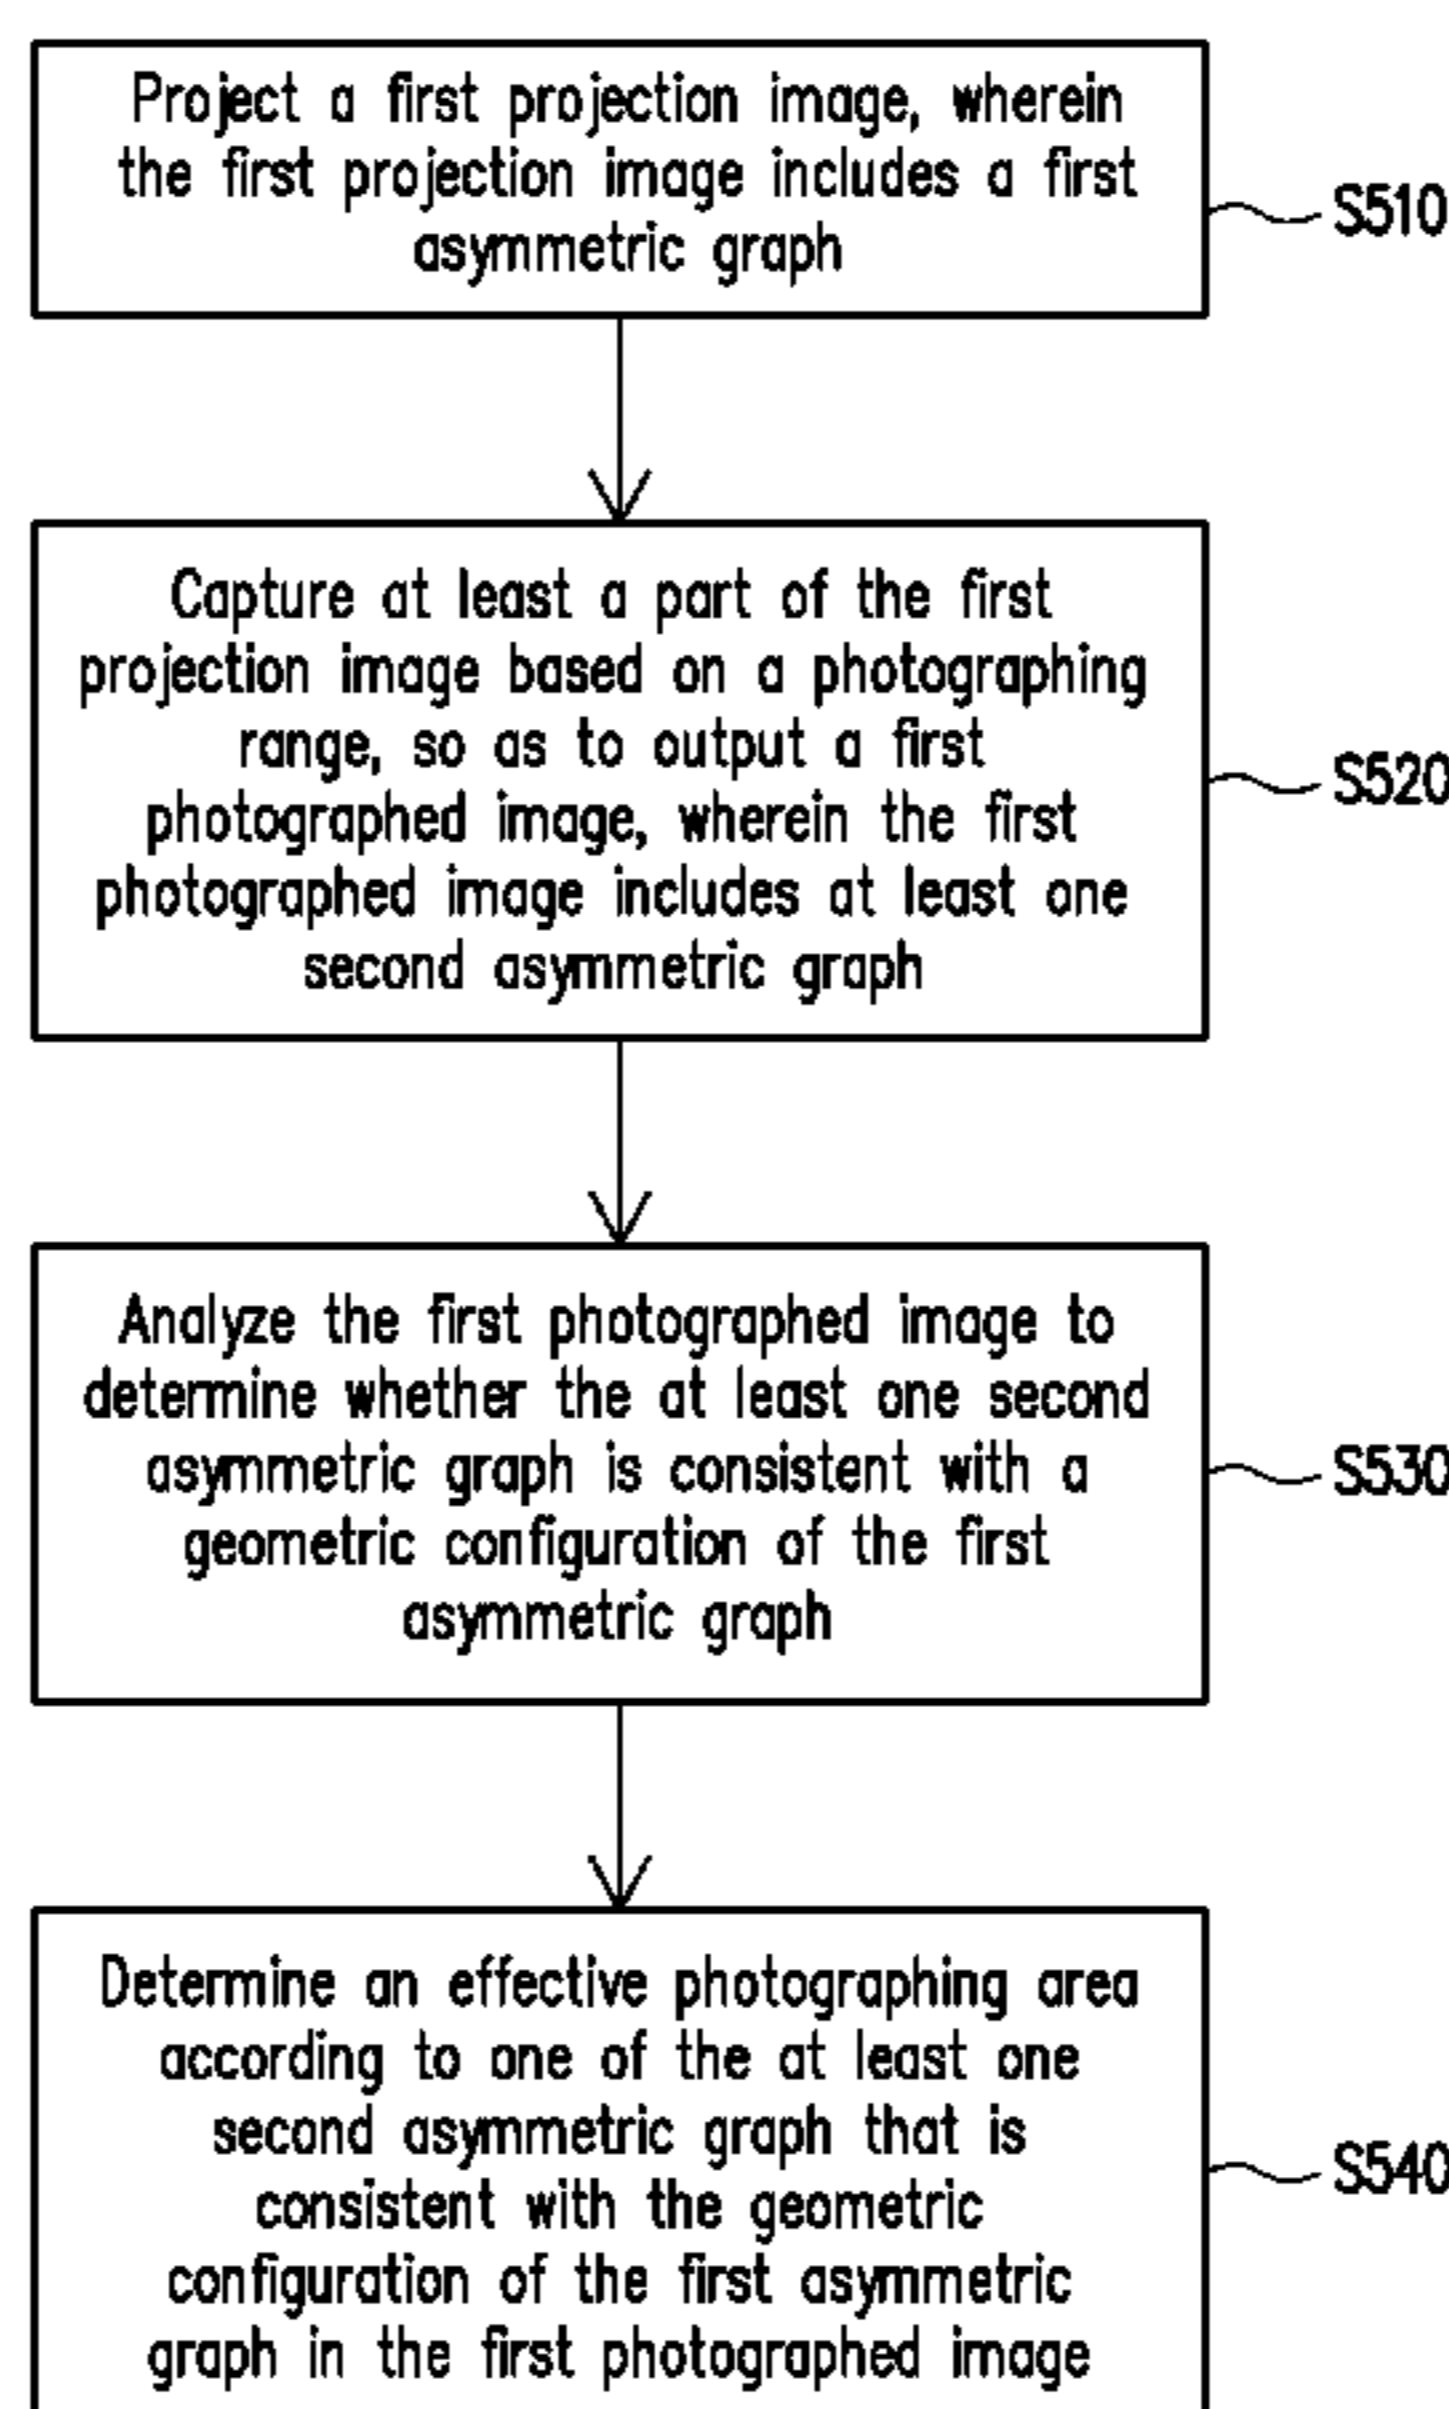 Project a first projection image, wherein
the first projection image includes a first
asymmetric graph
S510
Capture at least a part of the first
projection image based on a photographing
range, so as to output a first
photographed image, wherein the first
photographed image includes at least one
second asymmetric graph
S520
Analyze the first photographed image to
determine whether the at least one second
asymmetric graph is consistent with a
geometric configuration of the first
asymmetric graph
S530
Determine an effective photographing area
according to one of the at least one
second asymmetric graph that is
consistent with the geometric
configuration of the first asymmetric
graph in the first photographed image
S540